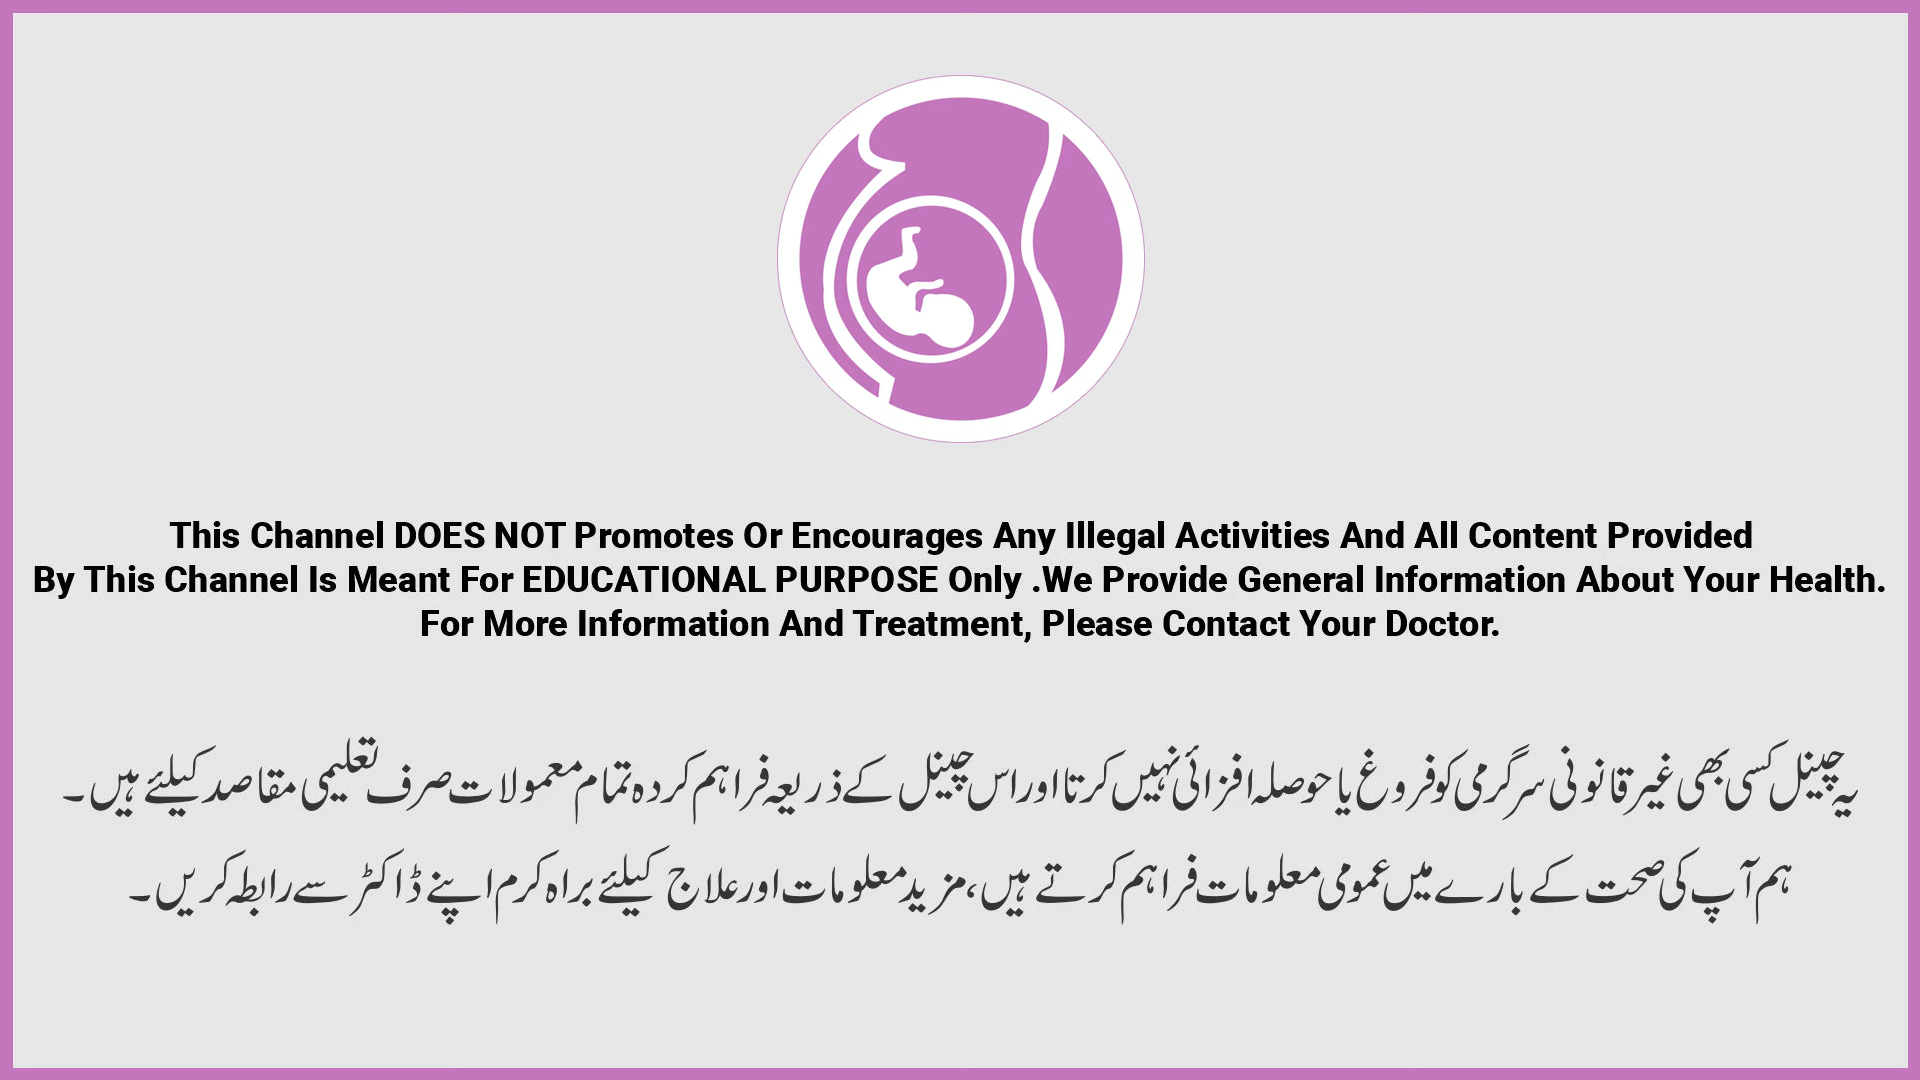 This Channel DOES NOT Promotes Or Encourages Any Illegal Activities And All Content Provided
By This Channel Is Meant For EDUCATIONAL PURPOSE Only .We Provide General Information About Your Health.
For More Information And Treatment, Please Contact Your Doctor.
یہ چینل کسی بھی غیر قانونی سرگرمی کو فروغ یا حوصلہ افزائی نہیں کرتا اور اس چینل کے ذریعہ فراہم کردہ تمام معمولات صرف تعلیمی مقاصد کیلئے ہیں۔
ہم آپ کی صحت کے بارے میں عمومی معلومات فراہم کرتے ہیں، مزید معلومات اور علاج کیلئے براہ کرم اپنے ڈاکٹر سے رابطہ کریں۔